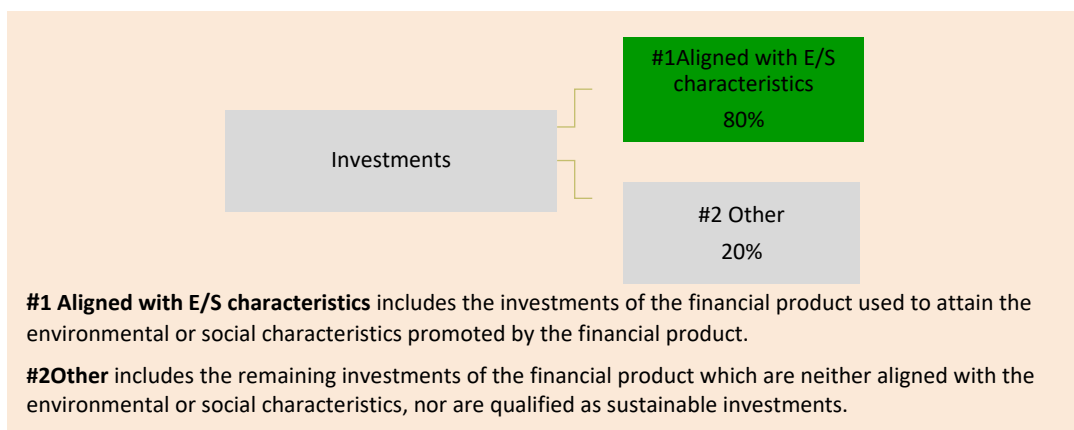 #1Aligned with E/S
characteristics
80%
Investments
#2 Other
20%
#1 Aligned with E/S characteristics includes the investments of the financial product used to attain the
environmental or social characteristics promoted by the financial product.
#2Other includes the remaining investments of the financial product which are neither aligned with the
environmental or social characteristics, nor are qualified as sustainable investments.